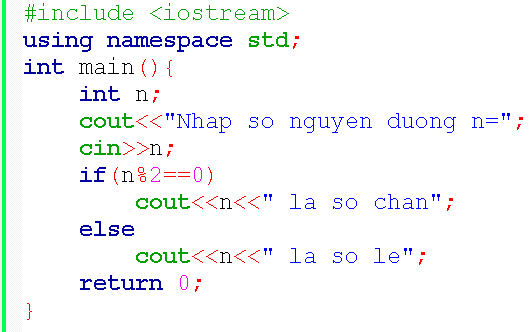 #include <iostream>
using namespace std;
int main(){
    int n;
    cout<<"Nhap so nguyen duong n=";
    cin>>n;
    if(n%2==0)
        cout<<n<<" la so chan";
    else
        cout<<n<<" la so le";
    return 0;
}